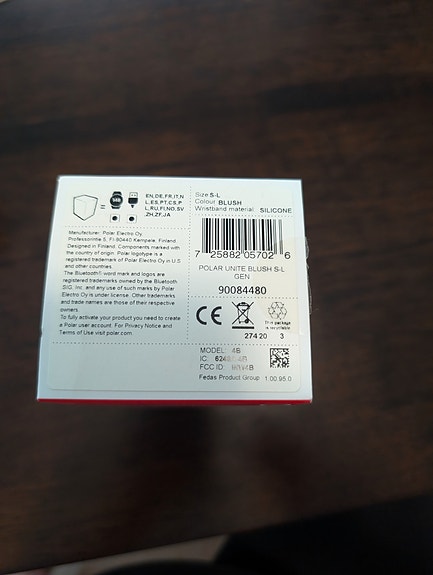 EN,DE,FR,IT,N
L,ES,PT,CS,P
L,RU,FI,NO,SV
,ZH,ZF,JA
Manufacturer: Polar Electro Oy,
Professorintie 5, FI-90440 Kempele, Finland.
Designed in Finland. Components marked with
the country of origin. Polar logotype is a
registered trademark of Polar Electro Oy in U.S
and other countries.
The Bluetooth® word mark and logos are
registered trademarks owned by the Bluetooth
SIG, Inc. and any use of such marks by Polar
Electro Oy is under license. Other trademarks
and trade names are those of their respective
owners.
To fully activate your product you need to create
a Polar user account. For Privacy Notice and
Terms of Use visit polar.com.
Size S-L
Colour BLUSH
Wristband material SILICONE
7 25882 05702 6
POLAR UNITE BLUSH S-L
GEN
90084480
CE
This package
is recyclable
274 20 3
MODEL: 4B
IC:
FCC ID:
Fedas Product Group 1.00.95.0